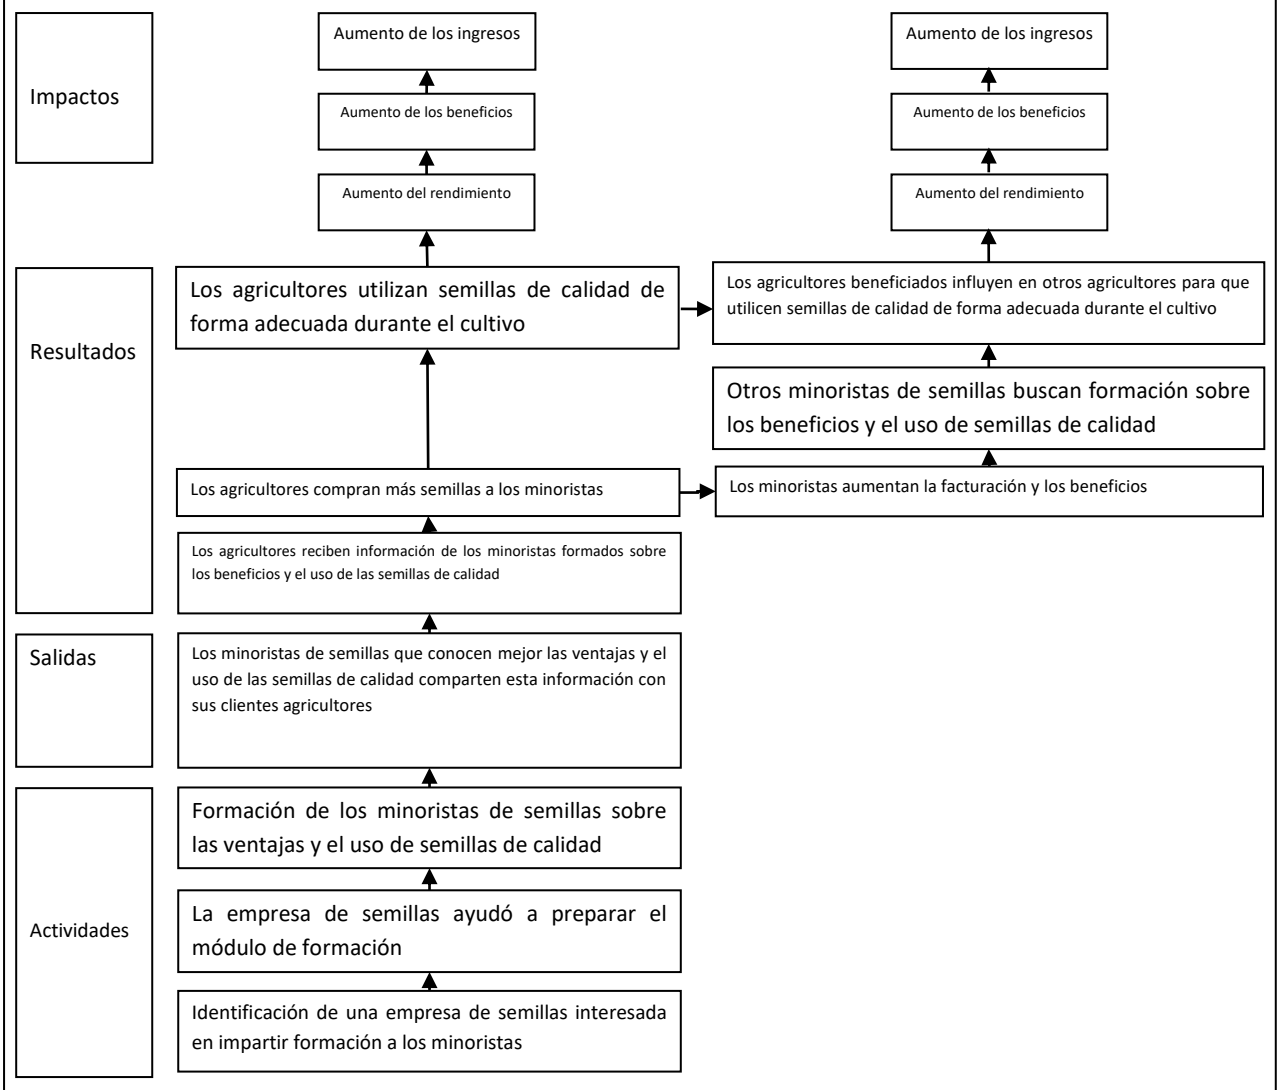 Impactos
Aumento de los ingresos
Aumento de los beneficios
Aumento del rendimiento
Aumento de los ingresos
Aumento de los beneficios
Aumento del rendimiento
Resultados
Los agricultores utilizan semillas de calidad de
forma adecuada durante el cultivo
Los agricultores beneficiados influyen en otros agricultores para que
utilicen semillas de calidad de forma adecuada durante el cultivo
Otros minoristas de semillas buscan formación sobre
los beneficios y el uso de semillas de calidad
Los agricultores compran más semillas a los minoristas
Los minoristas aumentan la facturación y los beneficios
Los agricultores reciben información de los minoristas formados sobre
los beneficios y el uso de las semillas de calidad
Salidas
Los minoristas de semillas que conocen mejor las ventajas y el
uso de las semillas de calidad comparten esta información con
sus clientes agricultores
Actividades
Formación de los minoristas de semillas sobre
las ventajas y el uso de semillas de calidad
La empresa de semillas ayudó a preparar el
módulo de formación
Identificación de una empresa de semillas interesada
en impartir formación a los minoristas